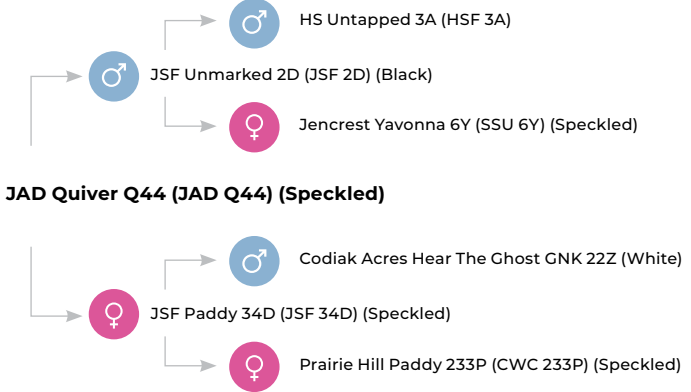 HS Untapped 3A (HSF 3A)
JSF Unmarked 2D (JSF 2D) (Black)
Jencrest Yavonna 6Y (SSU 6Y) (Speckled)
JAD Quiver Q44 (JAD Q44) (Speckled)
Codiak Acres Hear The Ghost GNK 22Z (White)
JSF Paddy 34D (JSF 34D) (Speckled)
Prairie Hill Paddy 233P (CWC 233P) (Speckled)